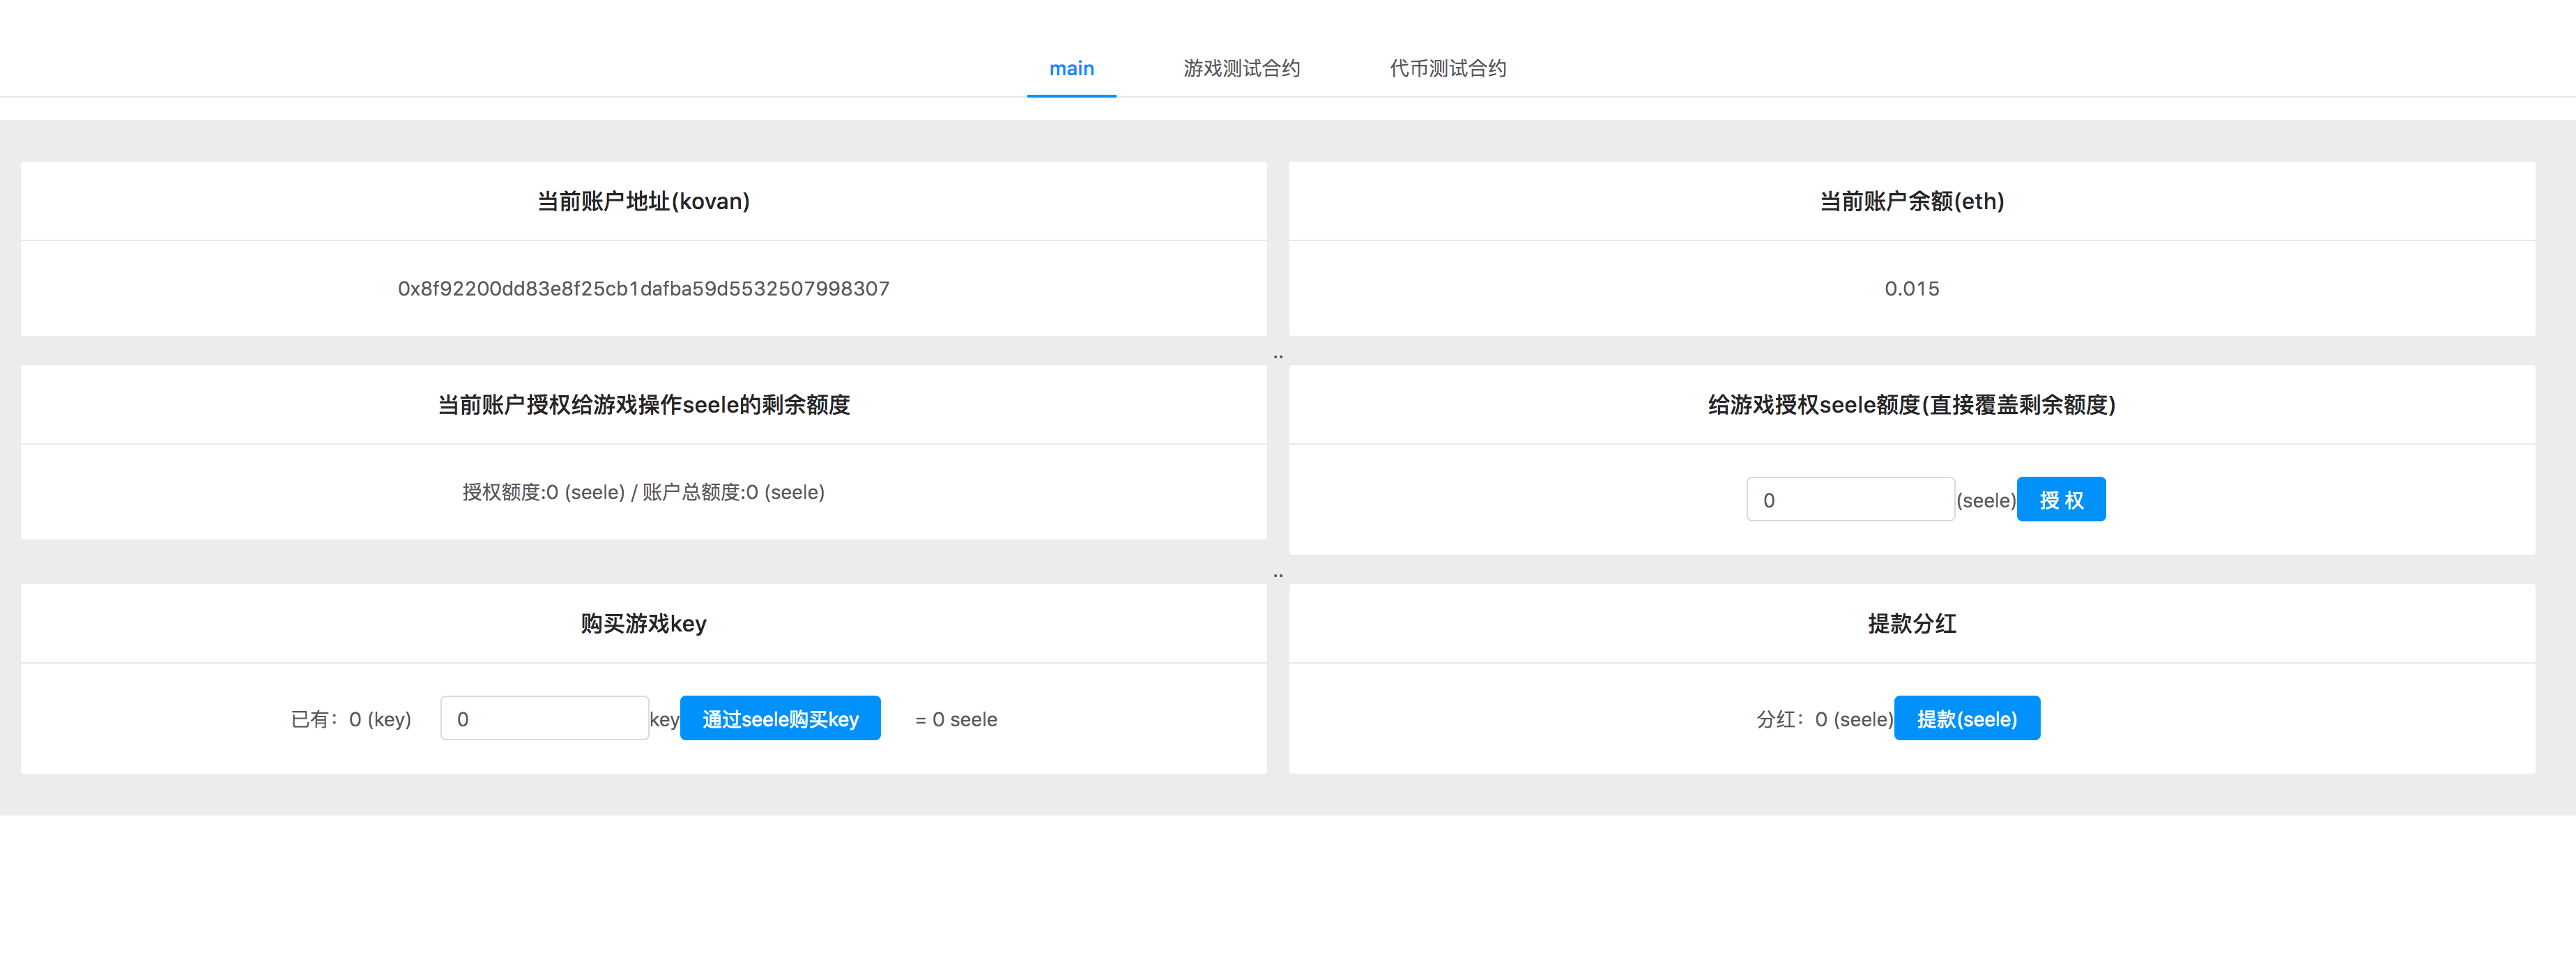 main 游戏测试合约 代币测试合约
当前账户地址(kovan)
0x8f92200dd83e8f25cb1dafba59d5532507998307
当前账户余额(eth)
0.015
..
当前账户授权给游戏操作seele的剩余额度
授权额度:0 (seele) / 账户总额度:0 (seele)
给游戏授权seele额度(直接覆盖剩余额度)
0 (seele) 授 权
..
购买游戏key
已有：0 (key) 0 key 通过seele购买key = 0 seele
提款分红
分红：0 (seele) 提款(seele)